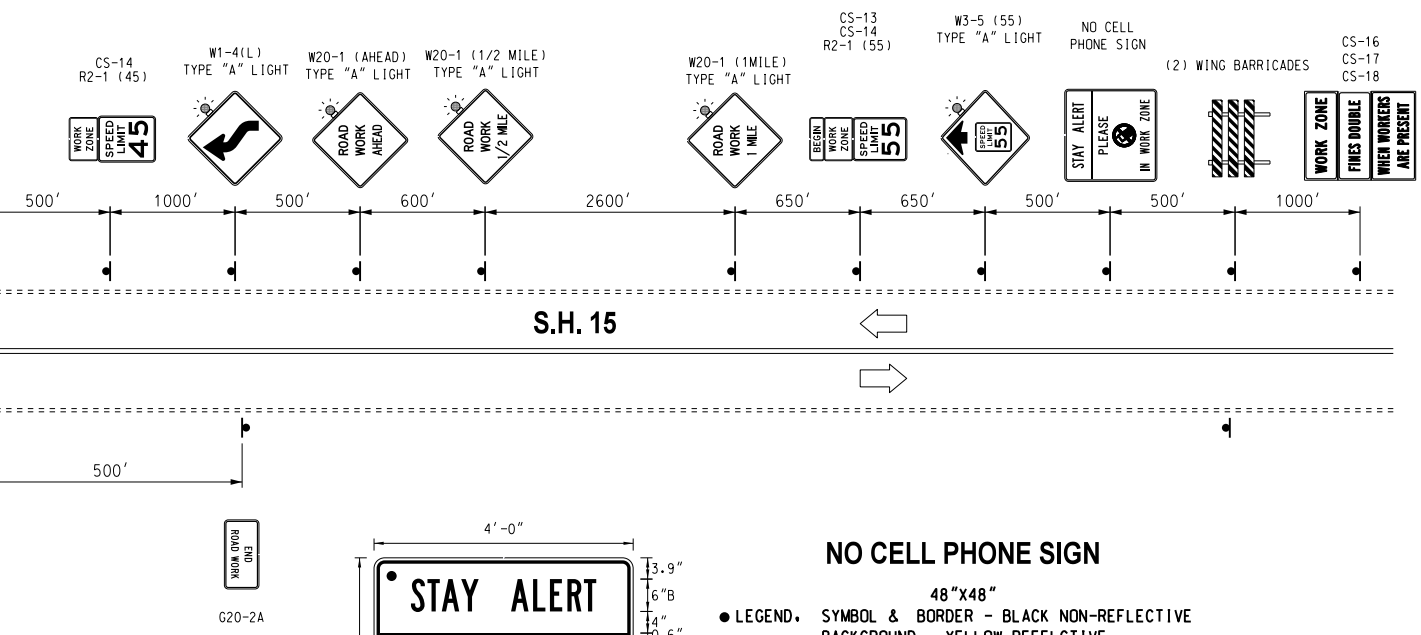 CS-14
R2-1 (45)
W1-4(L)
TYPE "A" LIGHT
W20-1 (AHEAD)
TYPE "A" LIGHT
W20-1 (1/2 MILE)
TYPE "A" LIGHT
W20-1 (1MILE)
TYPE "A" LIGHT
CS-13
CS-14
R2-1 (55)
W3-5 (55)
TYPE "A" LIGHT
NO CELL
PHONE SIGN
(2) WING BARRICADES
CS-16
CS-17
CS-18
WORK
ZONE
SPEED
LIMIT
45
ROAD
WORK
AHEAD
ROAD
WORK
1/2 MILE
ROAD
WORK
1 MILE
BEGIN
WORK
ZONE
SPEED
LIMIT
55
SPEED
LIMIT
55
STAY ALERT
PLEASE
IN WORK ZONE
WORK ZONE
FINES DOUBLE
WHEN WORKERS
ARE PRESENT
500'
1000'
500'
600'
2600'
650'
650'
500'
500'
1000'
S.H. 15
500'
END
ROAD WORK
G20-2A
4'-0"
STAY ALERT
3.9"
6"B
4"
0.6"
NO CELL PHONE SIGN
48"X48"
LEGEND, SYMBOL & BORDER - BLACK NON-REFLECTIVE
BACKGROUND - YELLOW REFLECTIVE